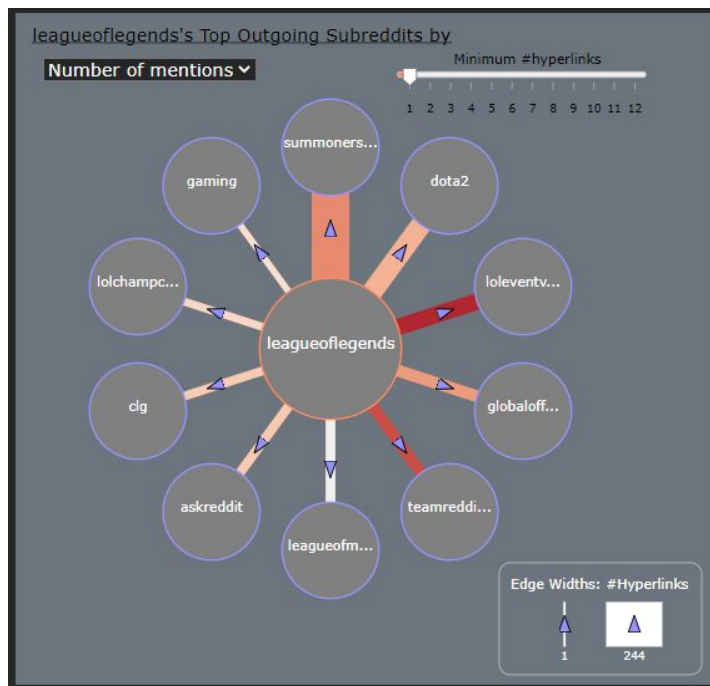 leagueoflegends's Top Outgoing Subreddits by
Number of mentions
Minimum #hyperlinks
1 2 3 4 5 6 7 8 9 10 11 12
summoners...
gaming
dota2
lolchampc...
loleventv...
leagueoflegends
clg
globaloff...
askreddit
teamreddi...
leagueofm...
Edge Widths: #Hyperlinks
1 244